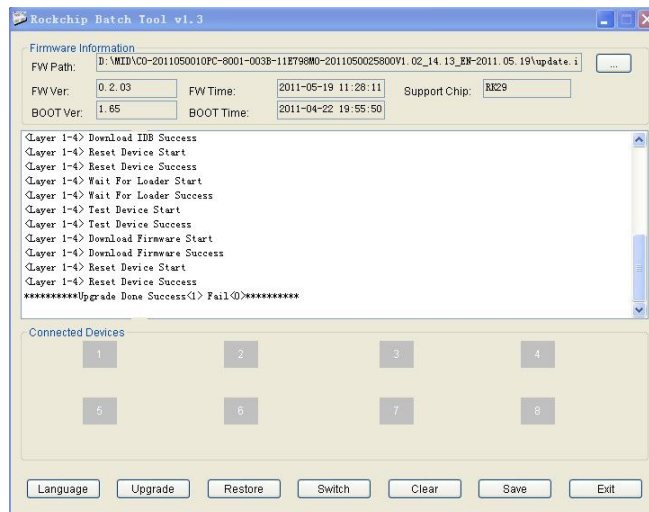 Rockchip Batch Tool v1.3
Firmware Information
FW Path: D:\MID\CO-2011050010PC-8001-003B-11E798M0-2011050025800V1.02_14.13_EN-2011.05.19\update.i ...
FW Ver: 0.2.03 FW Time: 2011-05-19 11:28:11 Support Chip: RK29
BOOT Ver: 1.65 BOOT Time: 2011-04-22 19:55:50
<Layer 1-4> Download IDB Success
<Layer 1-4> Reset Device Start
<Layer 1-4> Reset Device Success
<Layer 1-4> Wait For Loader Start
<Layer 1-4> Wait For Loader Success
<Layer 1-4> Test Device Start
<Layer 1-4> Test Device Success
<Layer 1-4> Download Firmware Start
<Layer 1-4> Download Firmware Success
<Layer 1-4> Reset Device Start
<Layer 1-4> Reset Device Success
**********Upgrade Done Success<1> Fail<0>**********
Connected Devices
1 2 3 4
5 6 7 8
Language Upgrade Restore Switch Clear Save Exit